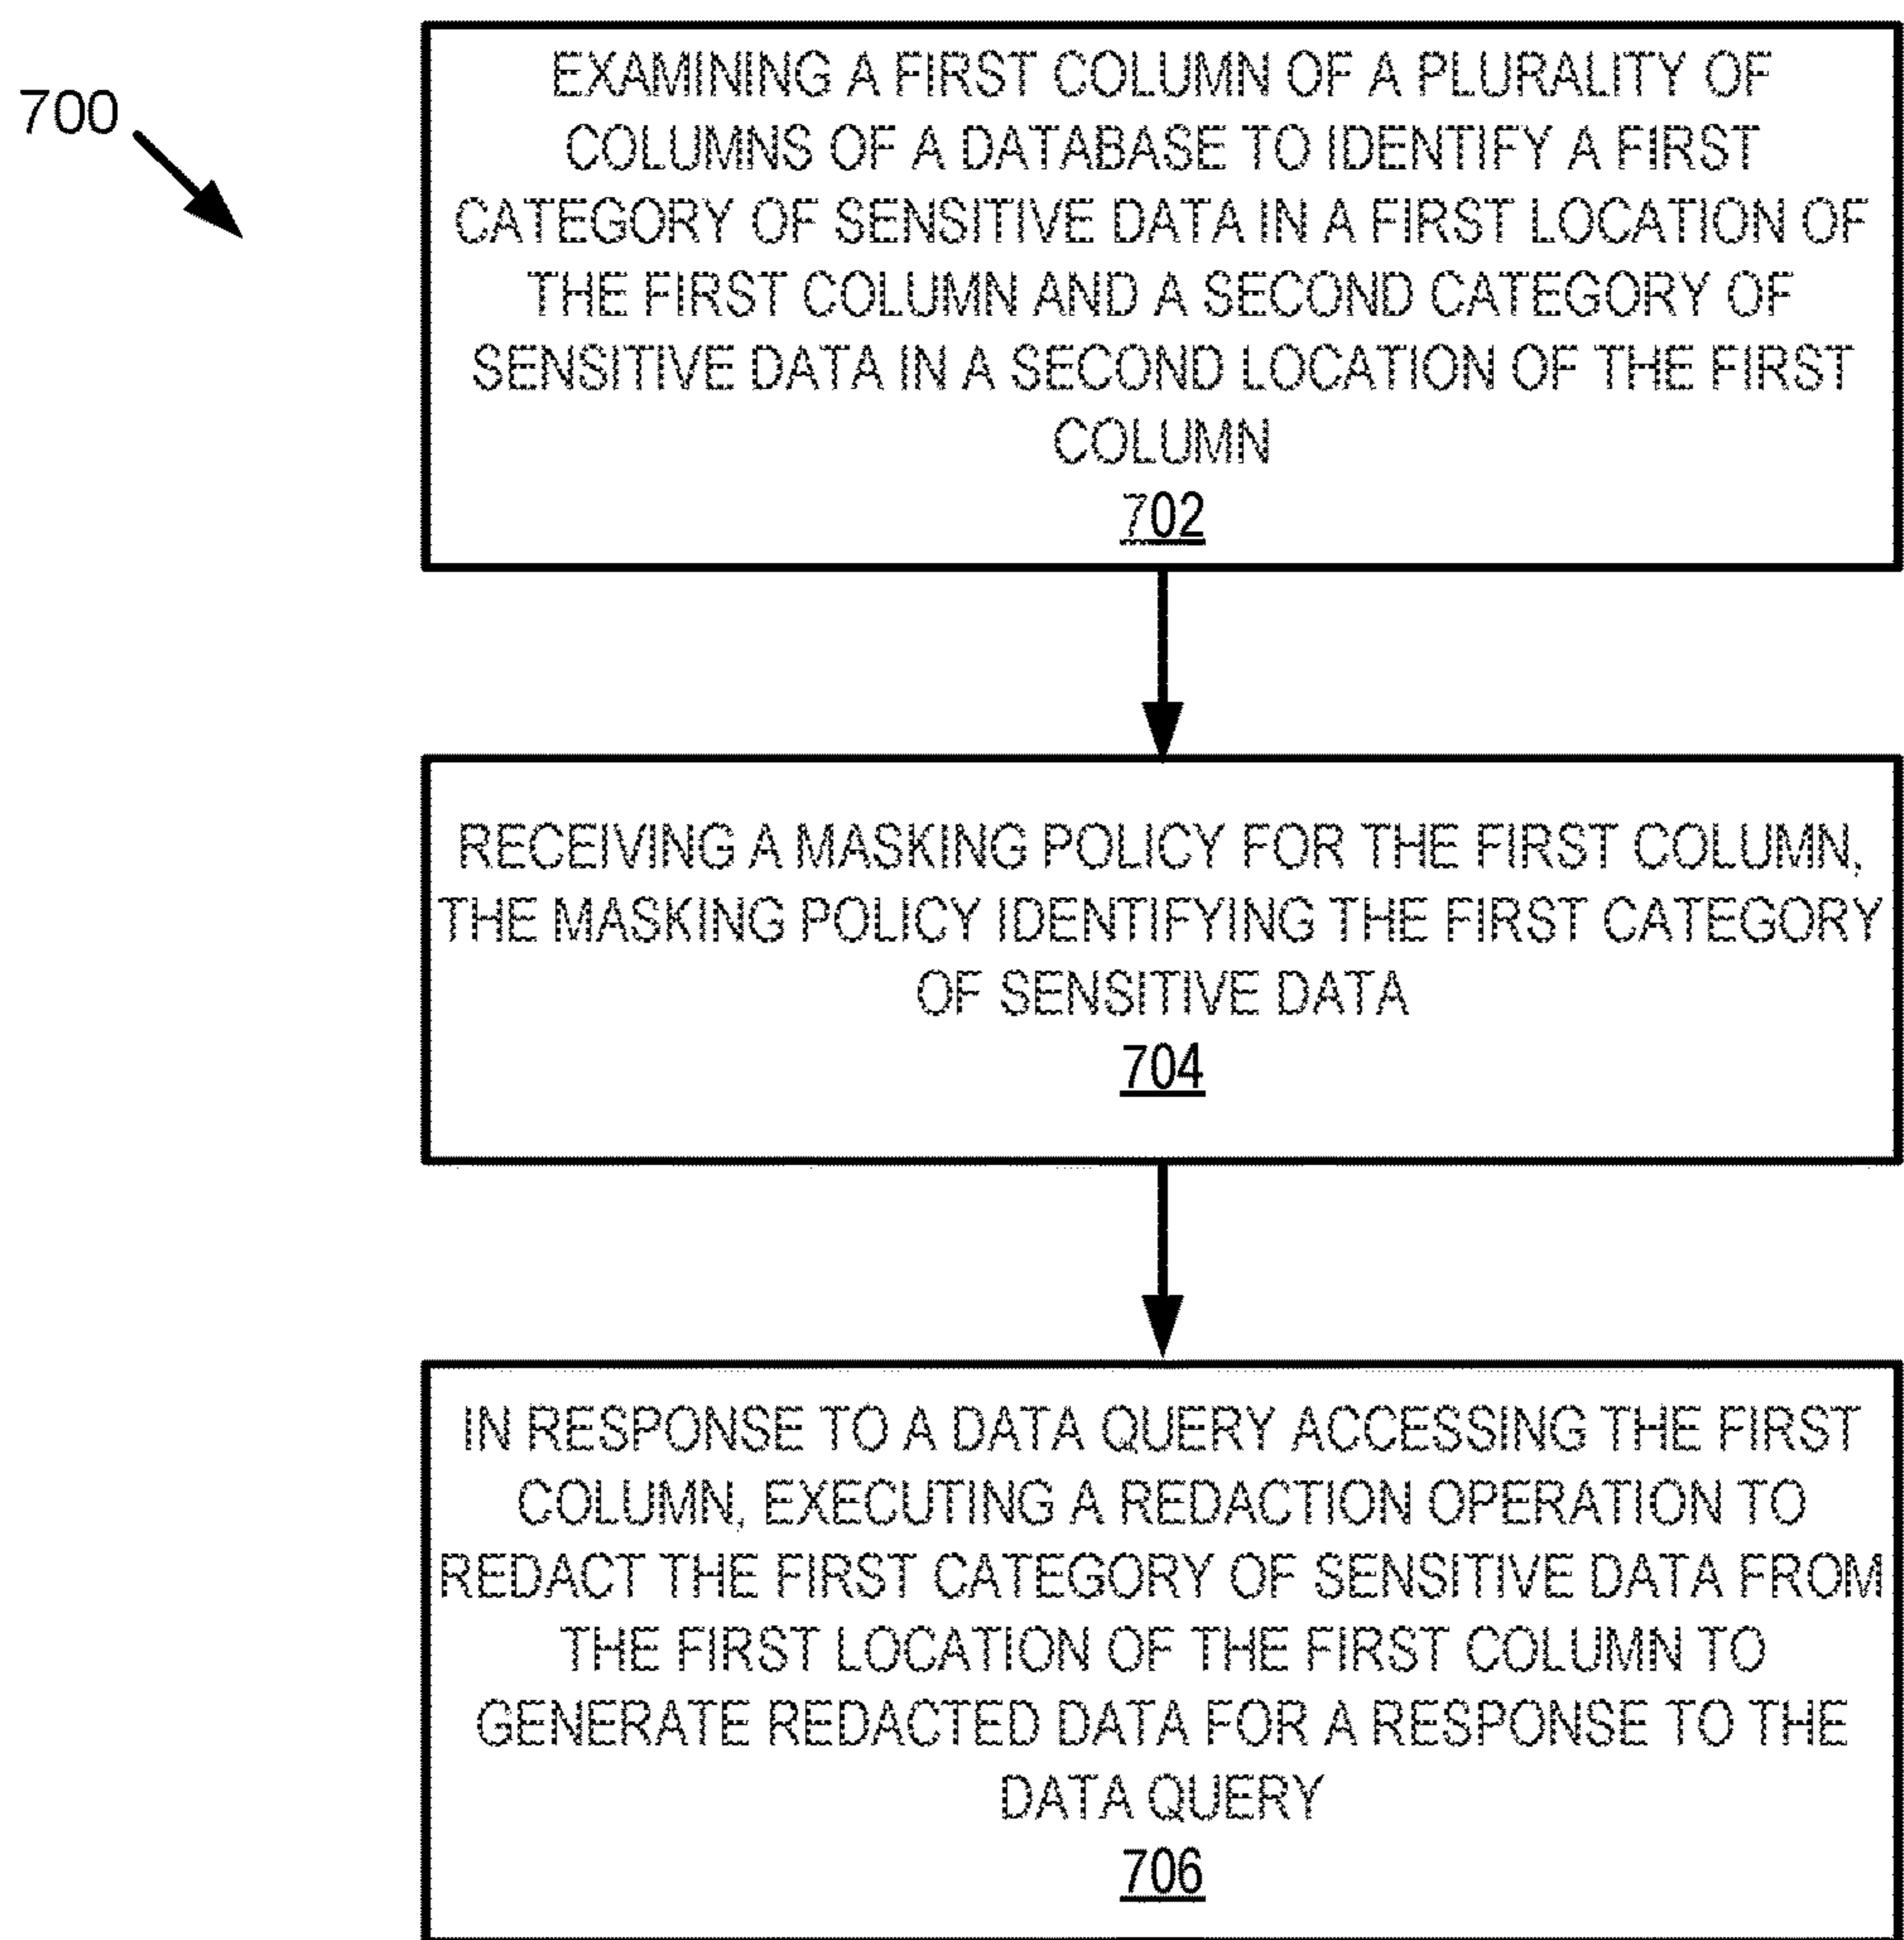 700
EXAMINING A FIRST COLUMN OF A PLURALITY OF
COLUMNS OF A DATABASE TO IDENTIFY A FIRST
CATEGORY OF SENSITIVE DATA IN A FIRST LOCATION OF
THE FIRST COLUMN AND A SECOND CATEGORY OF
SENSITIVE DATA IN A SECOND LOCATION OF THE FIRST
COLUMN
702
RECEIVING A MASKING POLICY FOR THE FIRST COLUMN,
THE MASKING POLICY IDENTIFYING THE FIRST CATEGORY
OF SENSITIVE DATA
704
IN RESPONSE TO A DATA QUERY ACCESSING THE FIRST
COLUMN, EXECUTING A REDACTION OPERATION TO
REDACT THE FIRST CATEGORY OF SENSITIVE DATA FROM
THE FIRST LOCATION OF THE FIRST COLUMN TO
GENERATE REDACTED DATA FOR A RESPONSE TO THE
DATA QUERY
706